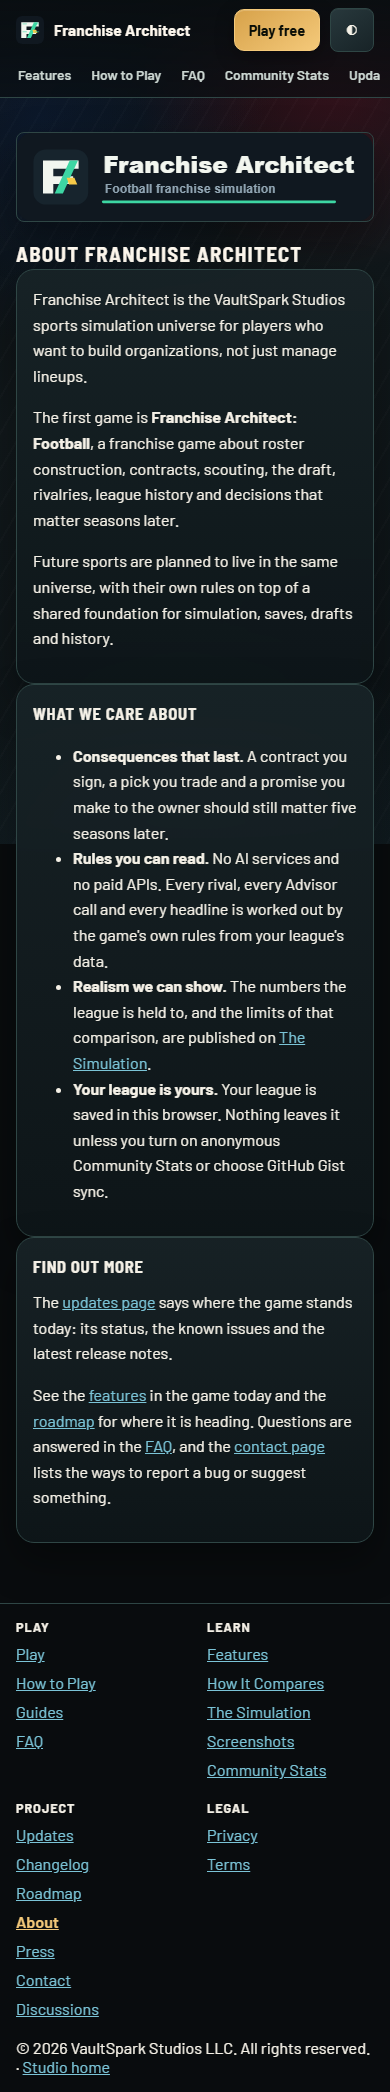 Franchise Architect
Play free
Features How to Play FAQ Community Stats Upda
Franchise Architect
Football franchise simulation
ABOUT FRANCHISE ARCHITECT
Franchise Architect is the VaultSpark Studios
sports simulation universe for players who
want to build organizations, not just manage
lineups.
The first game is Franchise Architect:
Football, a franchise game about roster
construction, contracts, scouting, the draft,
rivalries, league history and decisions that
matter seasons later.
Future sports are planned to live in the same
universe, with their own rules on top of a
shared foundation for simulation, saves, drafts
and history.
WHAT WE CARE ABOUT
• Consequences that last. A contract you
sign, a pick you trade and a promise you
make to the owner should still matter five
seasons later.
• Rules you can read. No AI services and
no paid APIs. Every rival, every Advisor
call and every headline is worked out by
the game's own rules from your league's
data.
• Realism we can show. The numbers the
league is held to, and the limits of that
comparison, are published on The
Simulation.
• Your league is yours. Your league is
saved in this browser. Nothing leaves it
unless you turn on anonymous
Community Stats or choose GitHub Gist
sync.
FIND OUT MORE
The updates page says where the game stands
today: its status, the known issues and the
latest release notes.
See the features in the game today and the
roadmap for where it is heading. Questions are
answered in the FAQ, and the contact page
lists the ways to report a bug or suggest
something.
PLAY
Play
How to Play
Guides
FAQ
LEARN
Features
How It Compares
The Simulation
Screenshots
Community Stats
PROJECT
Updates
Changelog
Roadmap
About
Press
Contact
Discussions
LEGAL
Privacy
Terms
© 2026 VaultSpark Studios LLC. All rights reserved.
· Studio home